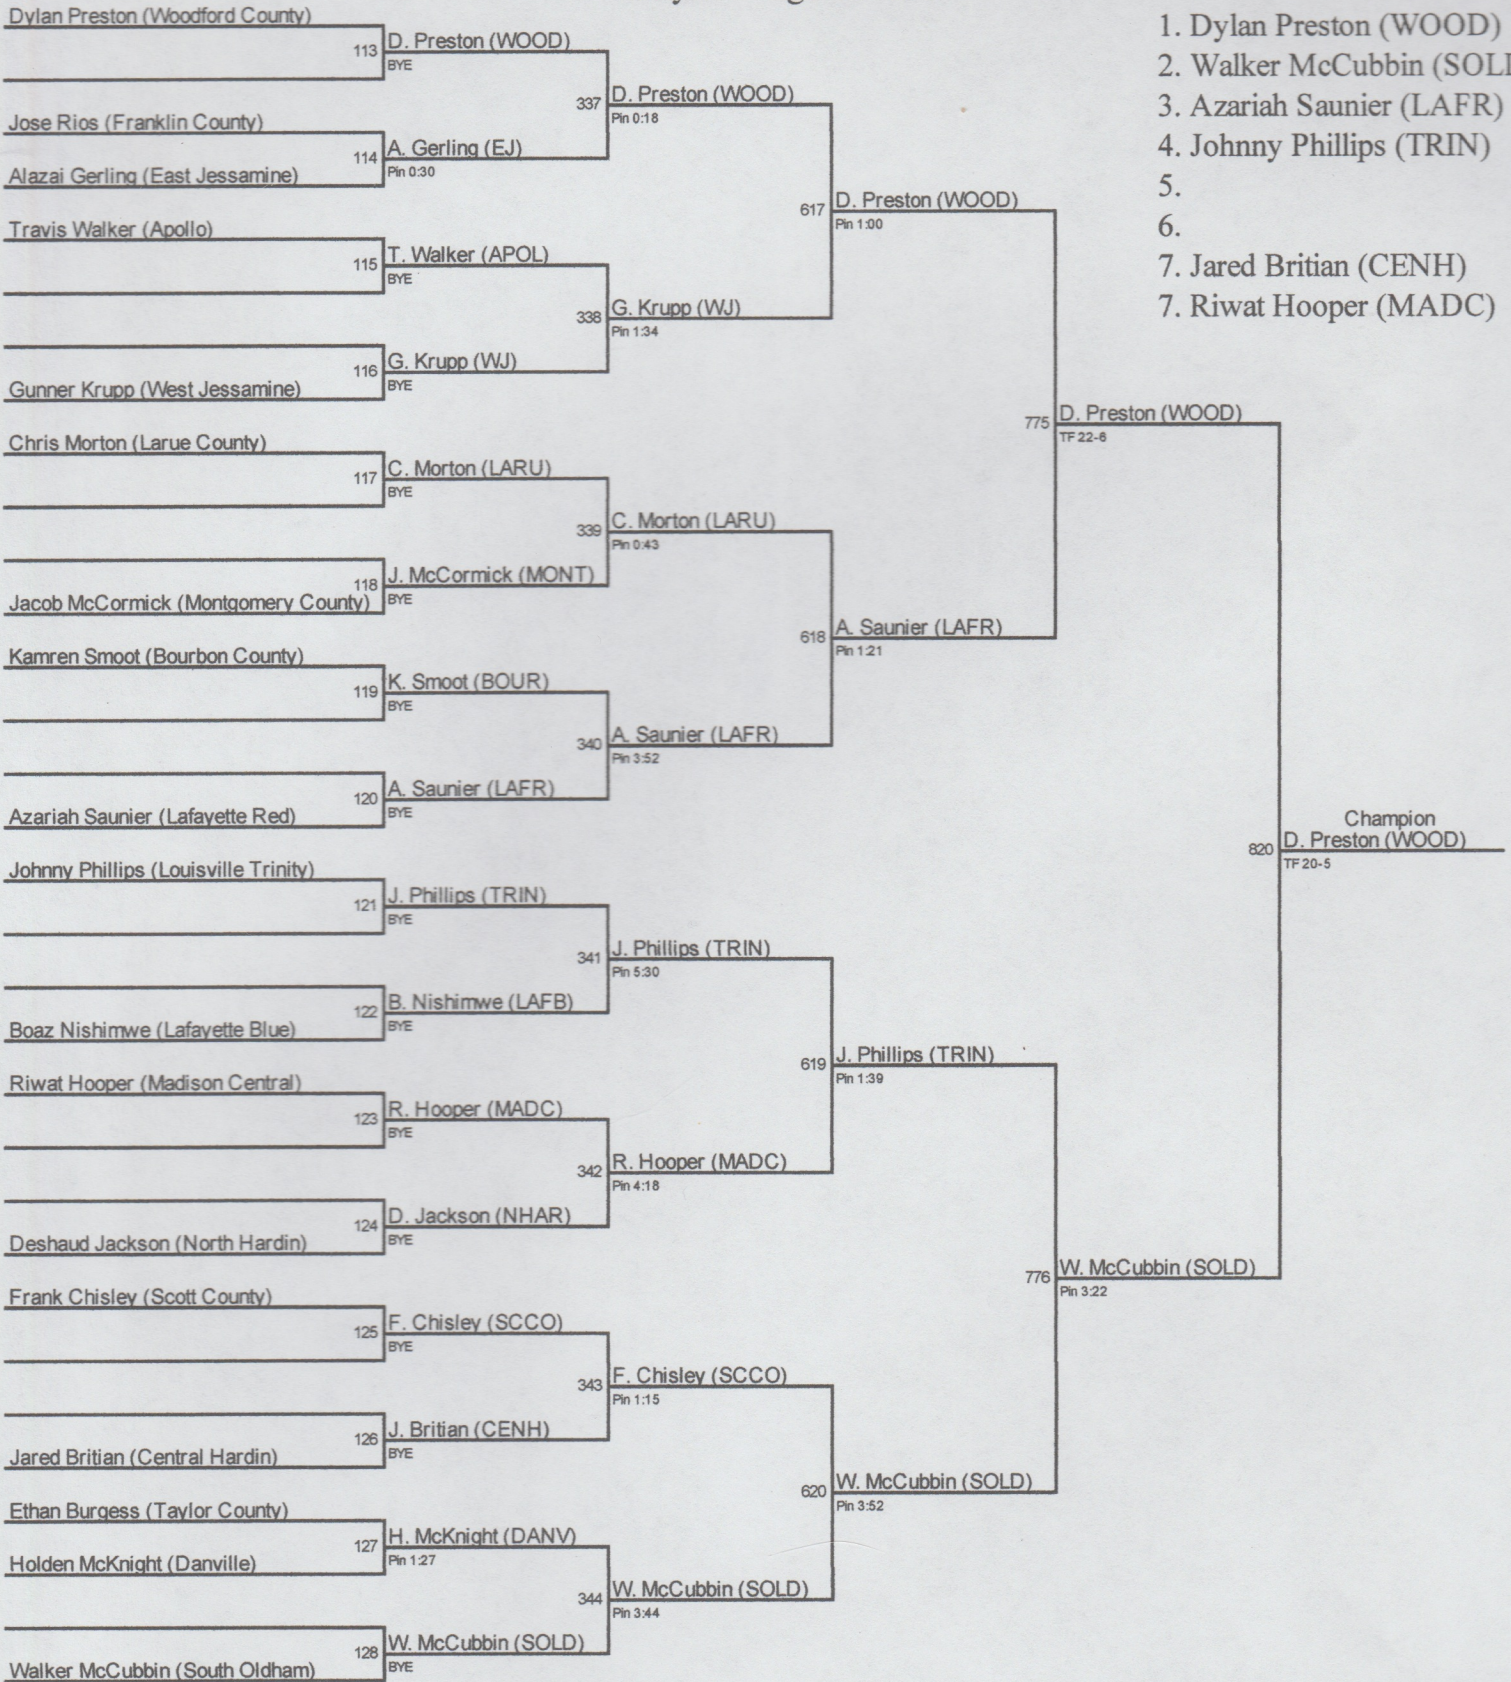 1. Dylan Preston (WOOD)
2. Walker McCubbin (SOLD
3. Azariah Saunier (LAFR)
4. Johnny Phillips (TRIN)
5.
6.
7. Jared Britian (CENH)
7. Riwat Hooper (MADC)
Dylan Preston (Woodford County)
113
D. Preston (WOOD)
BYE
Jose Rios (Franklin County)
114
A. Gerling (EJ)
Pin 0:30
Alazai Gerling (East Jessamine)
337
D. Preston (WOOD)
Pin 0:18
Travis Walker (Apollo)
115
T. Walker (APOL)
BYE
116
G. Krupp (WJ)
BYE
Gunner Krupp (West Jessamine)
338
G. Krupp (WJ)
Pin 1:34
617
D. Preston (WOOD)
Pin 1:00
Chris Morton (Larue County)
117
C. Morton (LARU)
BYE
118
J. McCormick (MONT)
BYE
Jacob McCormick (Montgomery County)
339
C. Morton (LARU)
Pin 0:43
Kamren Smoot (Bourbon County)
119
K. Smoot (BOUR)
BYE
120
A. Saunier (LAFR)
BYE
Azariah Saunier (Lafayette Red)
340
A. Saunier (LAFR)
Pin 3:52
618
A. Saunier (LAFR)
Pin 1:21
775
D. Preston (WOOD)
TF 22-6
Johnny Phillips (Louisville Trinity)
121
J. Phillips (TRIN)
BYE
122
B. Nishimwe (LAFB)
BYE
Boaz Nishimwe (Lafayette Blue)
341
J. Phillips (TRIN)
Pin 5:30
Riwat Hooper (Madison Central)
123
R. Hooper (MADC)
BYE
124
D. Jackson (NHAR)
BYE
Deshaud Jackson (North Hardin)
342
R. Hooper (MADC)
Pin 4:18
619
J. Phillips (TRIN)
Pin 1:39
Frank Chisley (Scott County)
125
F. Chisley (SCCO)
BYE
126
J. Britian (CENH)
BYE
Jared Britian (Central Hardin)
343
F. Chisley (SCCO)
Pin 1:15
Ethan Burgess (Taylor County)
127
H. McKnight (DANV)
Pin 1:27
Holden McKnight (Danville)
128
W. McCubbin (SOLD)
BYE
Walker McCubbin (South Oldham)
344
W. McCubbin (SOLD)
Pin 3:44
620
W. McCubbin (SOLD)
Pin 3:52
776
W. McCubbin (SOLD)
Pin 3:22
820
Champion
D. Preston (WOOD)
TF 20-5